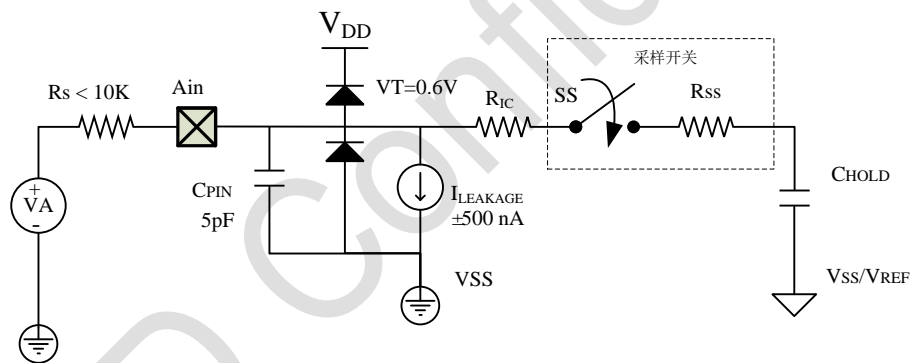 VDD
采样开关
Rs < 10K
Ain
VT=0.6V
RIC
SS
Rss
+
VA
-
CPIN
5pF
ILEAKAGE
±500 nA
CHOLD
VSS
VSS/VREF